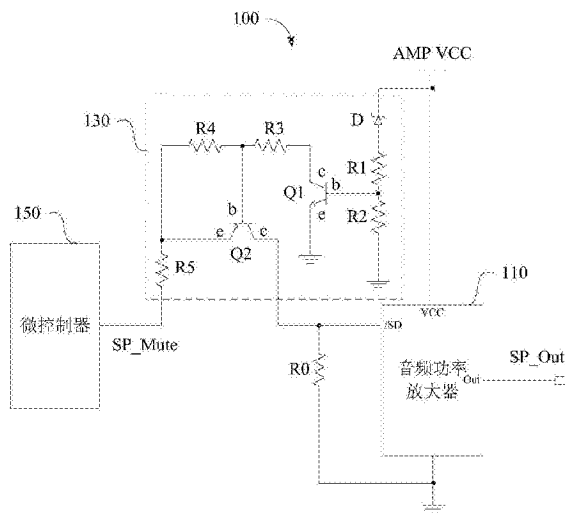 100
AMP VCC
130
R4
R3
D
c
R1
Q1
b
b
e
R2
150
e
c
Q2
R5
110
微控制器
VCC
/SD
SP_Mute
音频功率
放大器
Out
SP_Out
R0